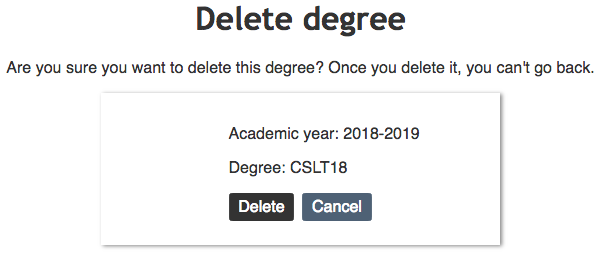 Delete degree
Are you sure you want to delete this degree? Once you delete it, you can't go back.
Academic year: 2018-2019
Degree: CSLT18
Delete Cancel